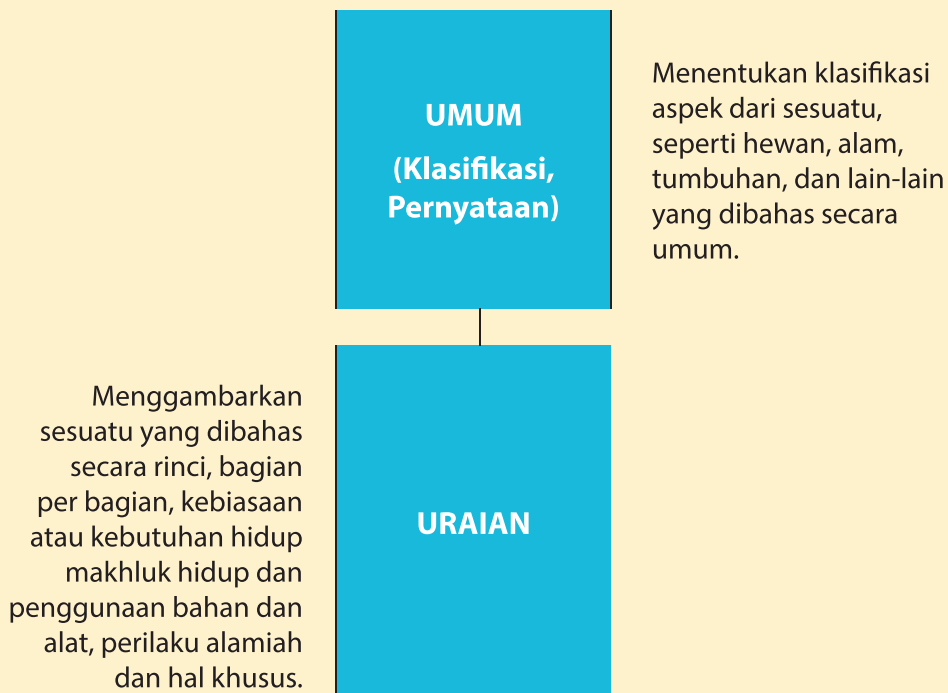 UMUM
(Klasifikasi,
Pernyataan)
Menentukan klasifikasi
aspek dari sesuatu,
seperti hewan, alam,
tumbuhan, dan lain-lain
yang dibahas secara
umum.
Menggambarkan
sesuatu yang dibahas
secara rinci, bagian
per bagian, kebiasaan
atau kebutuhan hidup
makhluk hidup dan
penggunaan bahan dan
alat, perilaku alamiah
dan hal khusus.
URAIAN